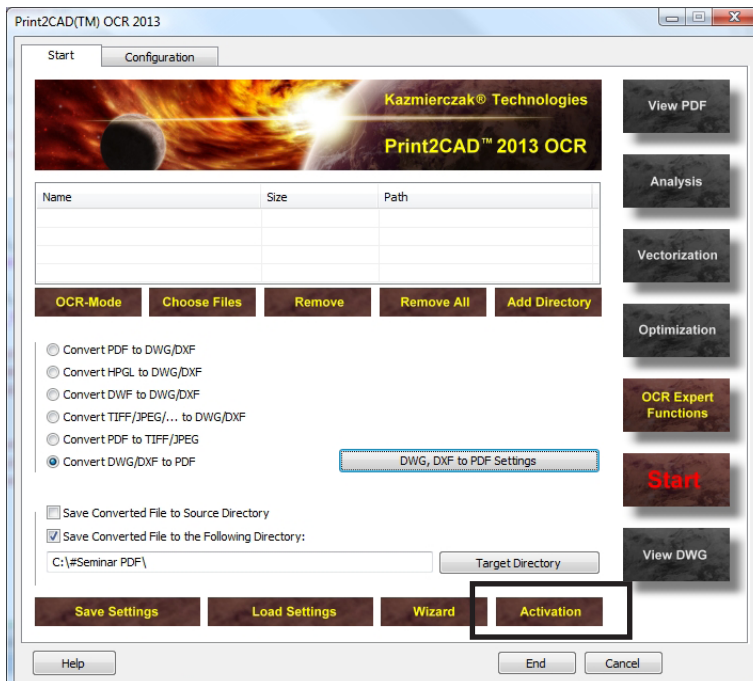 Print2CAD(TM) OCR 2013
Start Configuration
Kazmierczak® Technologies
Print2CAD™ 2013 OCR
Name Size Path
OCR-Mode Choose Files Remove Remove All Add Directory
Convert PDF to DWG/DXF
Convert HPGL to DWG/DXF
Convert DWF to DWG/DXF
Convert TIFF/JPEG/... to DWG/DXF
Convert PDF to TIFF/JPEG
Convert DWG/DXF to PDF DWG, DXF to PDF Settings
Save Converted File to Source Directory
Save Converted File to the Following Directory:
C:\#Seminar PDF\ Target Directory
Save Settings Load Settings Wizard Activation
View PDF
Analysis
Vectorization
Optimization
OCR Expert
Functions
Start
View DWG
Help End Cancel